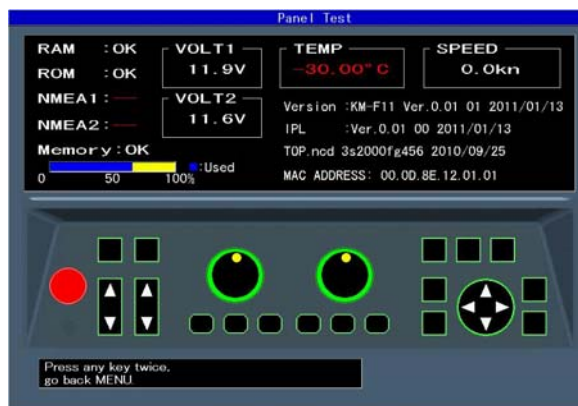 Panel Test
RAM :OK
ROM :OK
NMEA1: ---
NMEA2: ---
Memory:OK
:Used
0 50 100%
VOLT1
11.9V
VOLT2
11.6V
TEMP
-30.00°C
SPEED
0.0kn
Version :KM-F11 Ver.0.01 01 2011/01/13
IPL :Ver.0.01 00 2011/01/13
TOP.ncd 3s2000fg456 2010/09/25
MAC ADDRESS: 00.0D.8E.12.01.01
Press any key twice,
go back MENU.